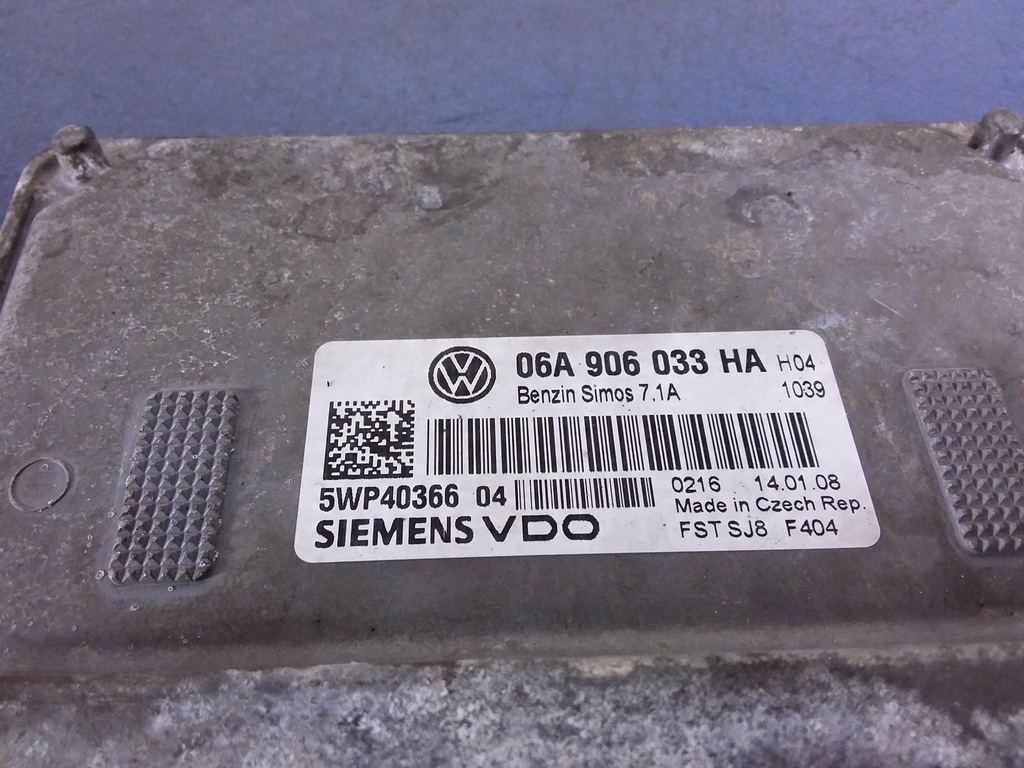 06A 906 033 HA H04
Benzin Simos 7.1A 1039
5WP40366 04 0216 14.01.08
Made in Czech Rep.
SIEMENS VDO FST SJ8 F404